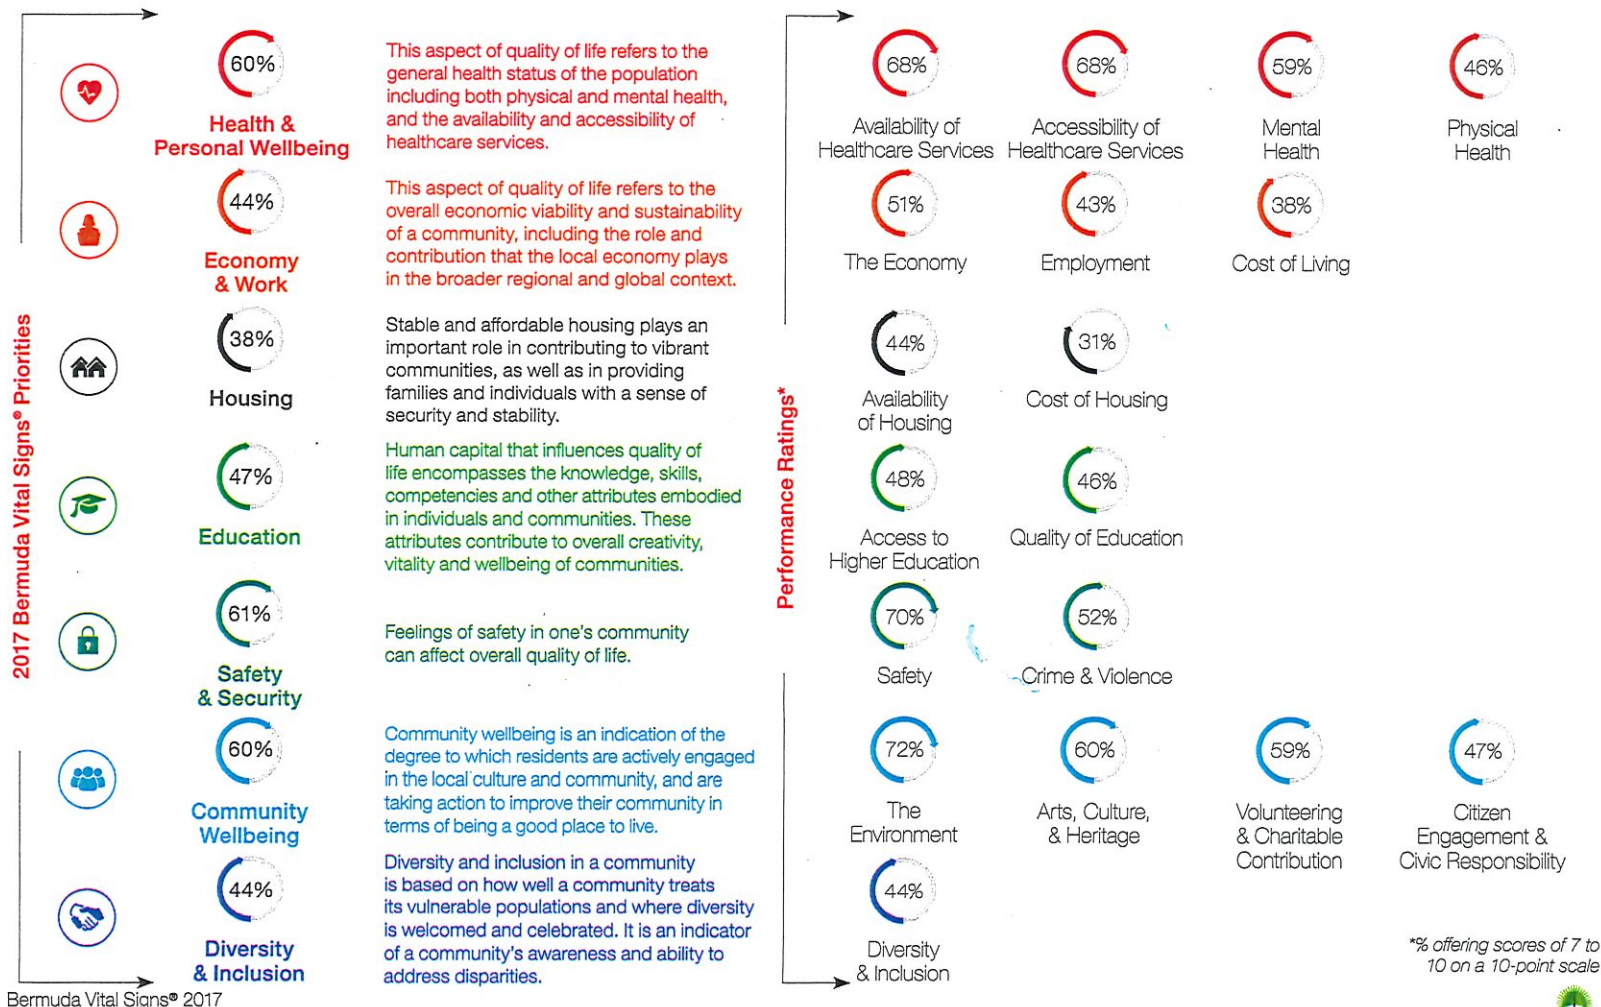 2017 Bermuda Vital Signs® Priorities
60%
Health &
Personal Wellbeing
This aspect of quality of life refers to the
general health status of the population
including both physical and mental health,
and the availability and accessibility of
healthcare services.
44%
Economy
& Work
This aspect of quality of life refers to the
overall economic viability and sustainability
of a community, including the role and
contribution that the local economy plays
in the broader regional and global context.
38%
Housing
Stable and affordable housing plays an
important role in contributing to vibrant
communities, as well as in providing
families and individuals with a sense of
security and stability.
47%
Education
Human capital that influences quality of
life encompasses the knowledge, skills,
competencies and other attributes embodied
in individuals and communities. These
attributes contribute to overall creativity,
vitality and wellbeing of communities.
61%
Safety
& Security
Feelings of safety in one's community
can affect overall quality of life.
60%
Community
Wellbeing
Community wellbeing is an indication of the
degree to which residents are actively engaged
in the local culture and community, and are
taking action to improve their community in
terms of being a good place to live.
44%
Diversity
& Inclusion
Diversity and inclusion in a community
is based on how well a community treats
its vulnerable populations and where diversity
is welcomed and celebrated. It is an indicator
of a community's awareness and ability to
address disparities.
Performance Ratings*
68%
Availability of
Healthcare Services
68%
Accessibility of
Healthcare Services
59%
Mental
Health
46%
Physical
Health
51%
The Economy
43%
Employment
38%
Cost of Living
44%
Availability
of Housing
31%
Cost of Housing
48%
Access to
Higher Education
46%
Quality of Education
70%
Safety
52%
Crime & Violence
72%
The
Environment
60%
Arts, Culture,
& Heritage
59%
Volunteering
& Charitable
Contribution
47%
Citizen
Engagement &
Civic Responsibility
44%
Diversity
& Inclusion
*% offering scores of 7 to
10 on a 10-point scale
Bermuda Vital Signs® 2017